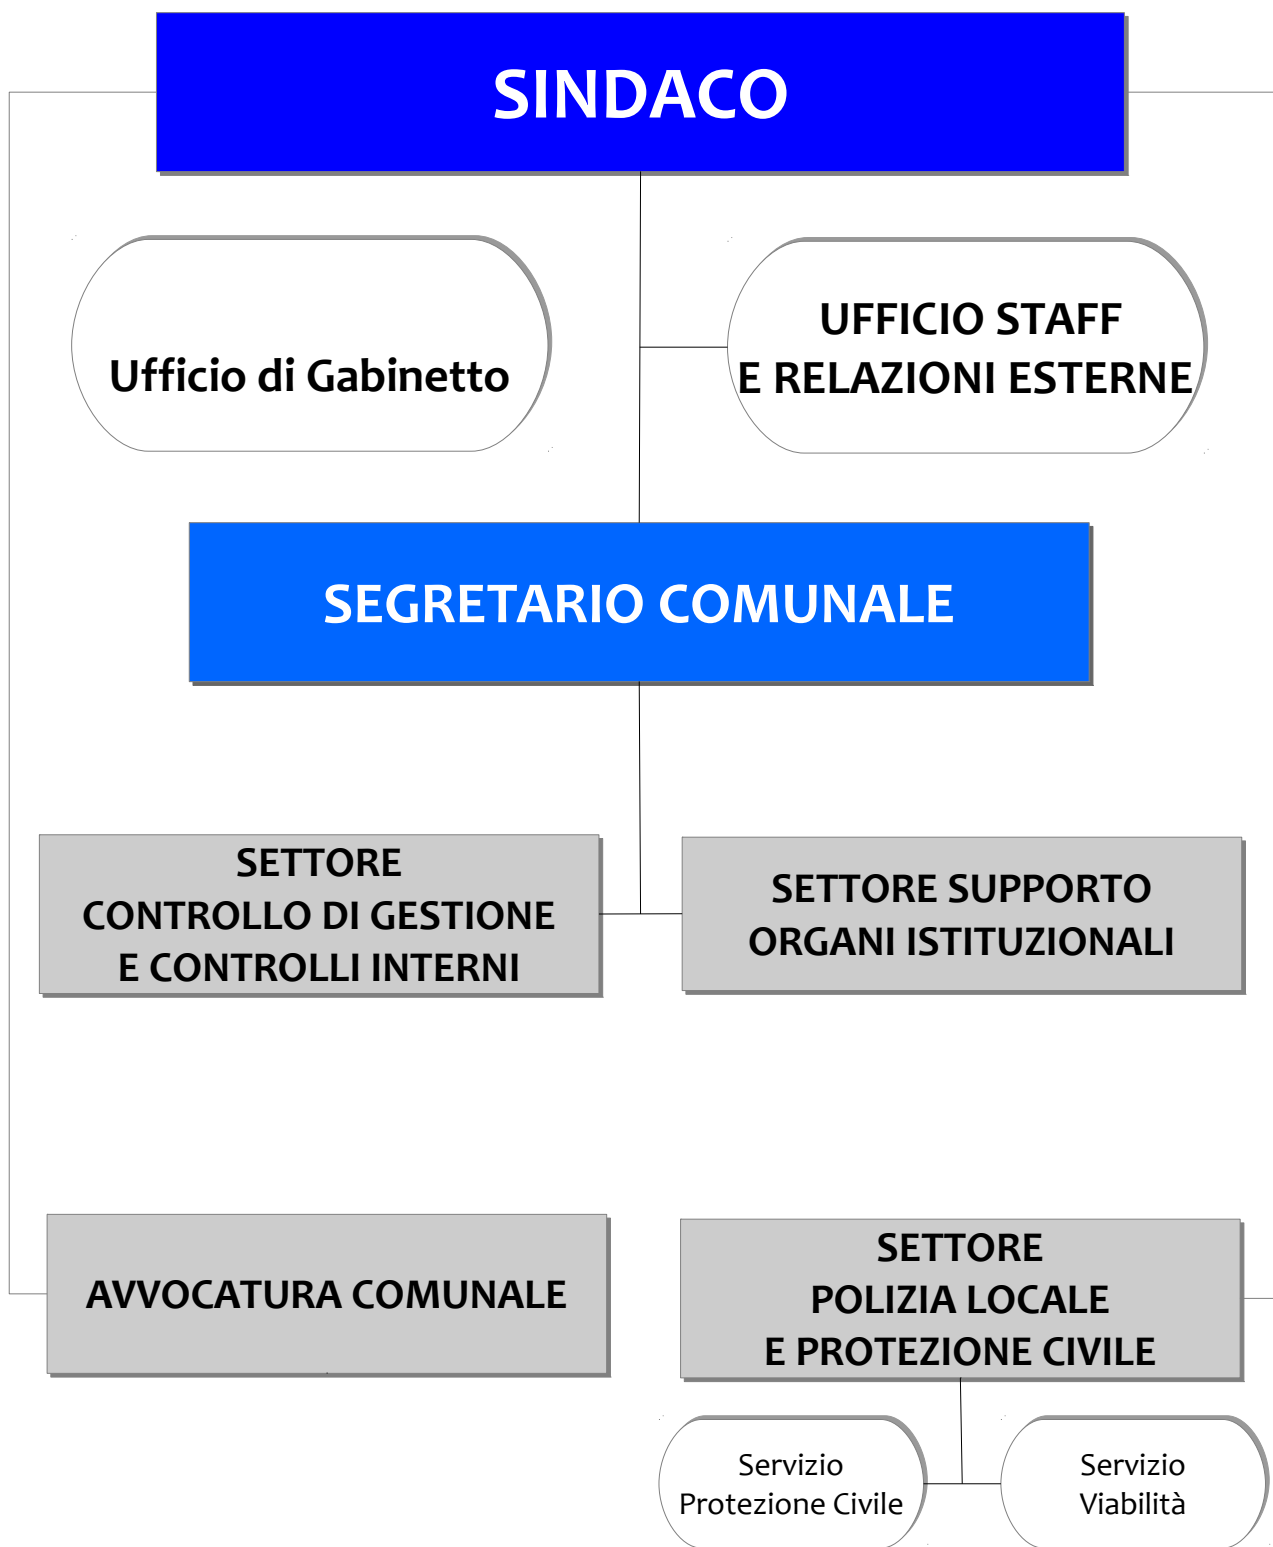 SINDACO
Ufficio di Gabinetto
UFFICIO STAFF
E RELAZIONI ESTERNE
SEGRETARIO COMUNALE
SETTORE
CONTROLLO DI GESTIONE
E CONTROLLI INTERNI
SETTORE SUPPORTO
ORGANI ISTITUZIONALI
AVVOCATURA COMUNALE
SETTORE
POLIZIA LOCALE
E PROTEZIONE CIVILE
Servizio
Protezione Civile
Servizio
Viabilità